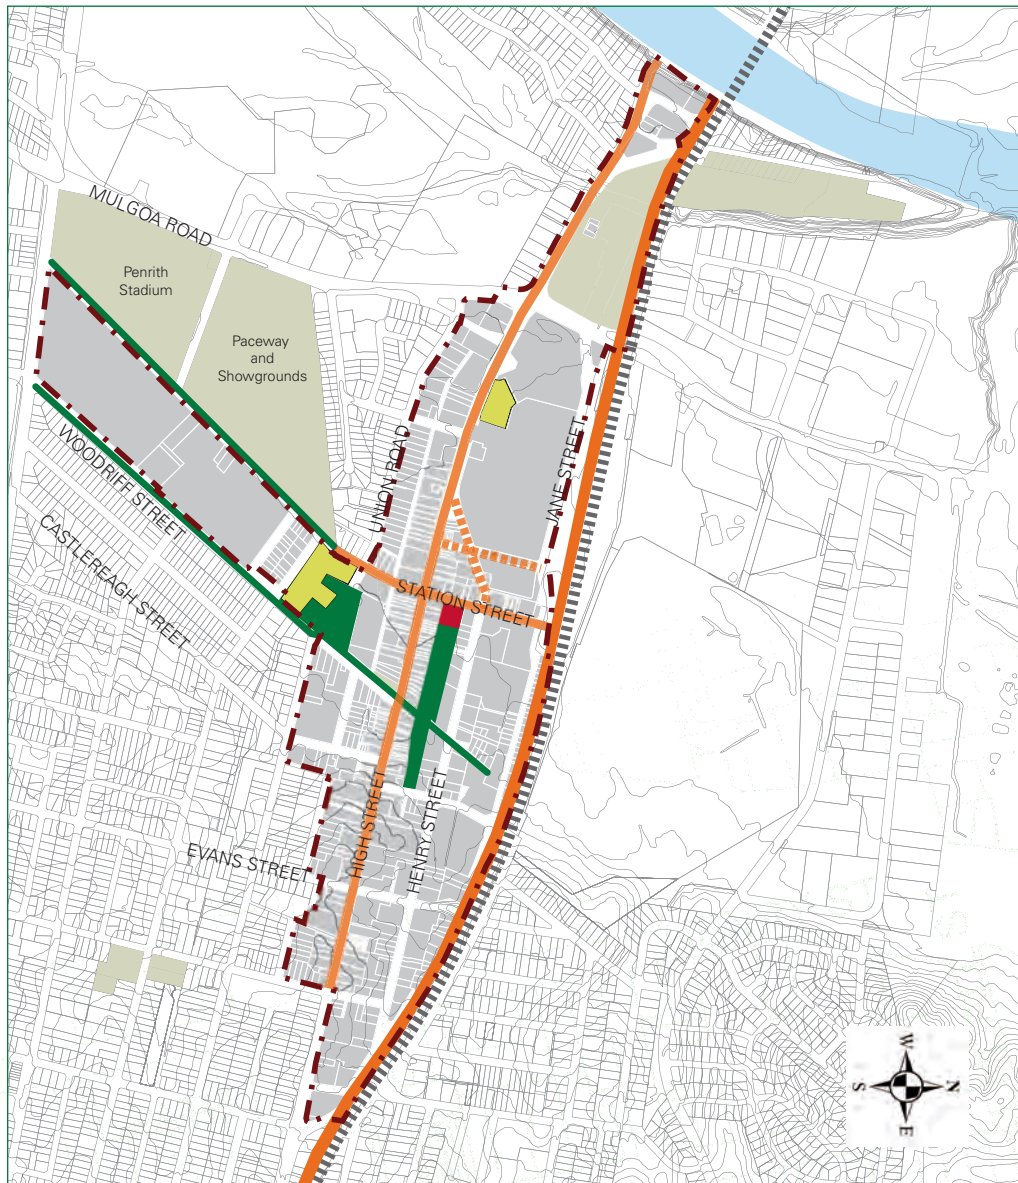 MULGOA ROAD
Penrith
Stadium
Paceway
and
Showgrounds
UNION ROAD
JANE STREET
WOODRIFF STREET
CASTLEREAGH STREET
STATION STREET
HIGH STREET
HENRY STREET
EVANS STREET
W
S
N
E